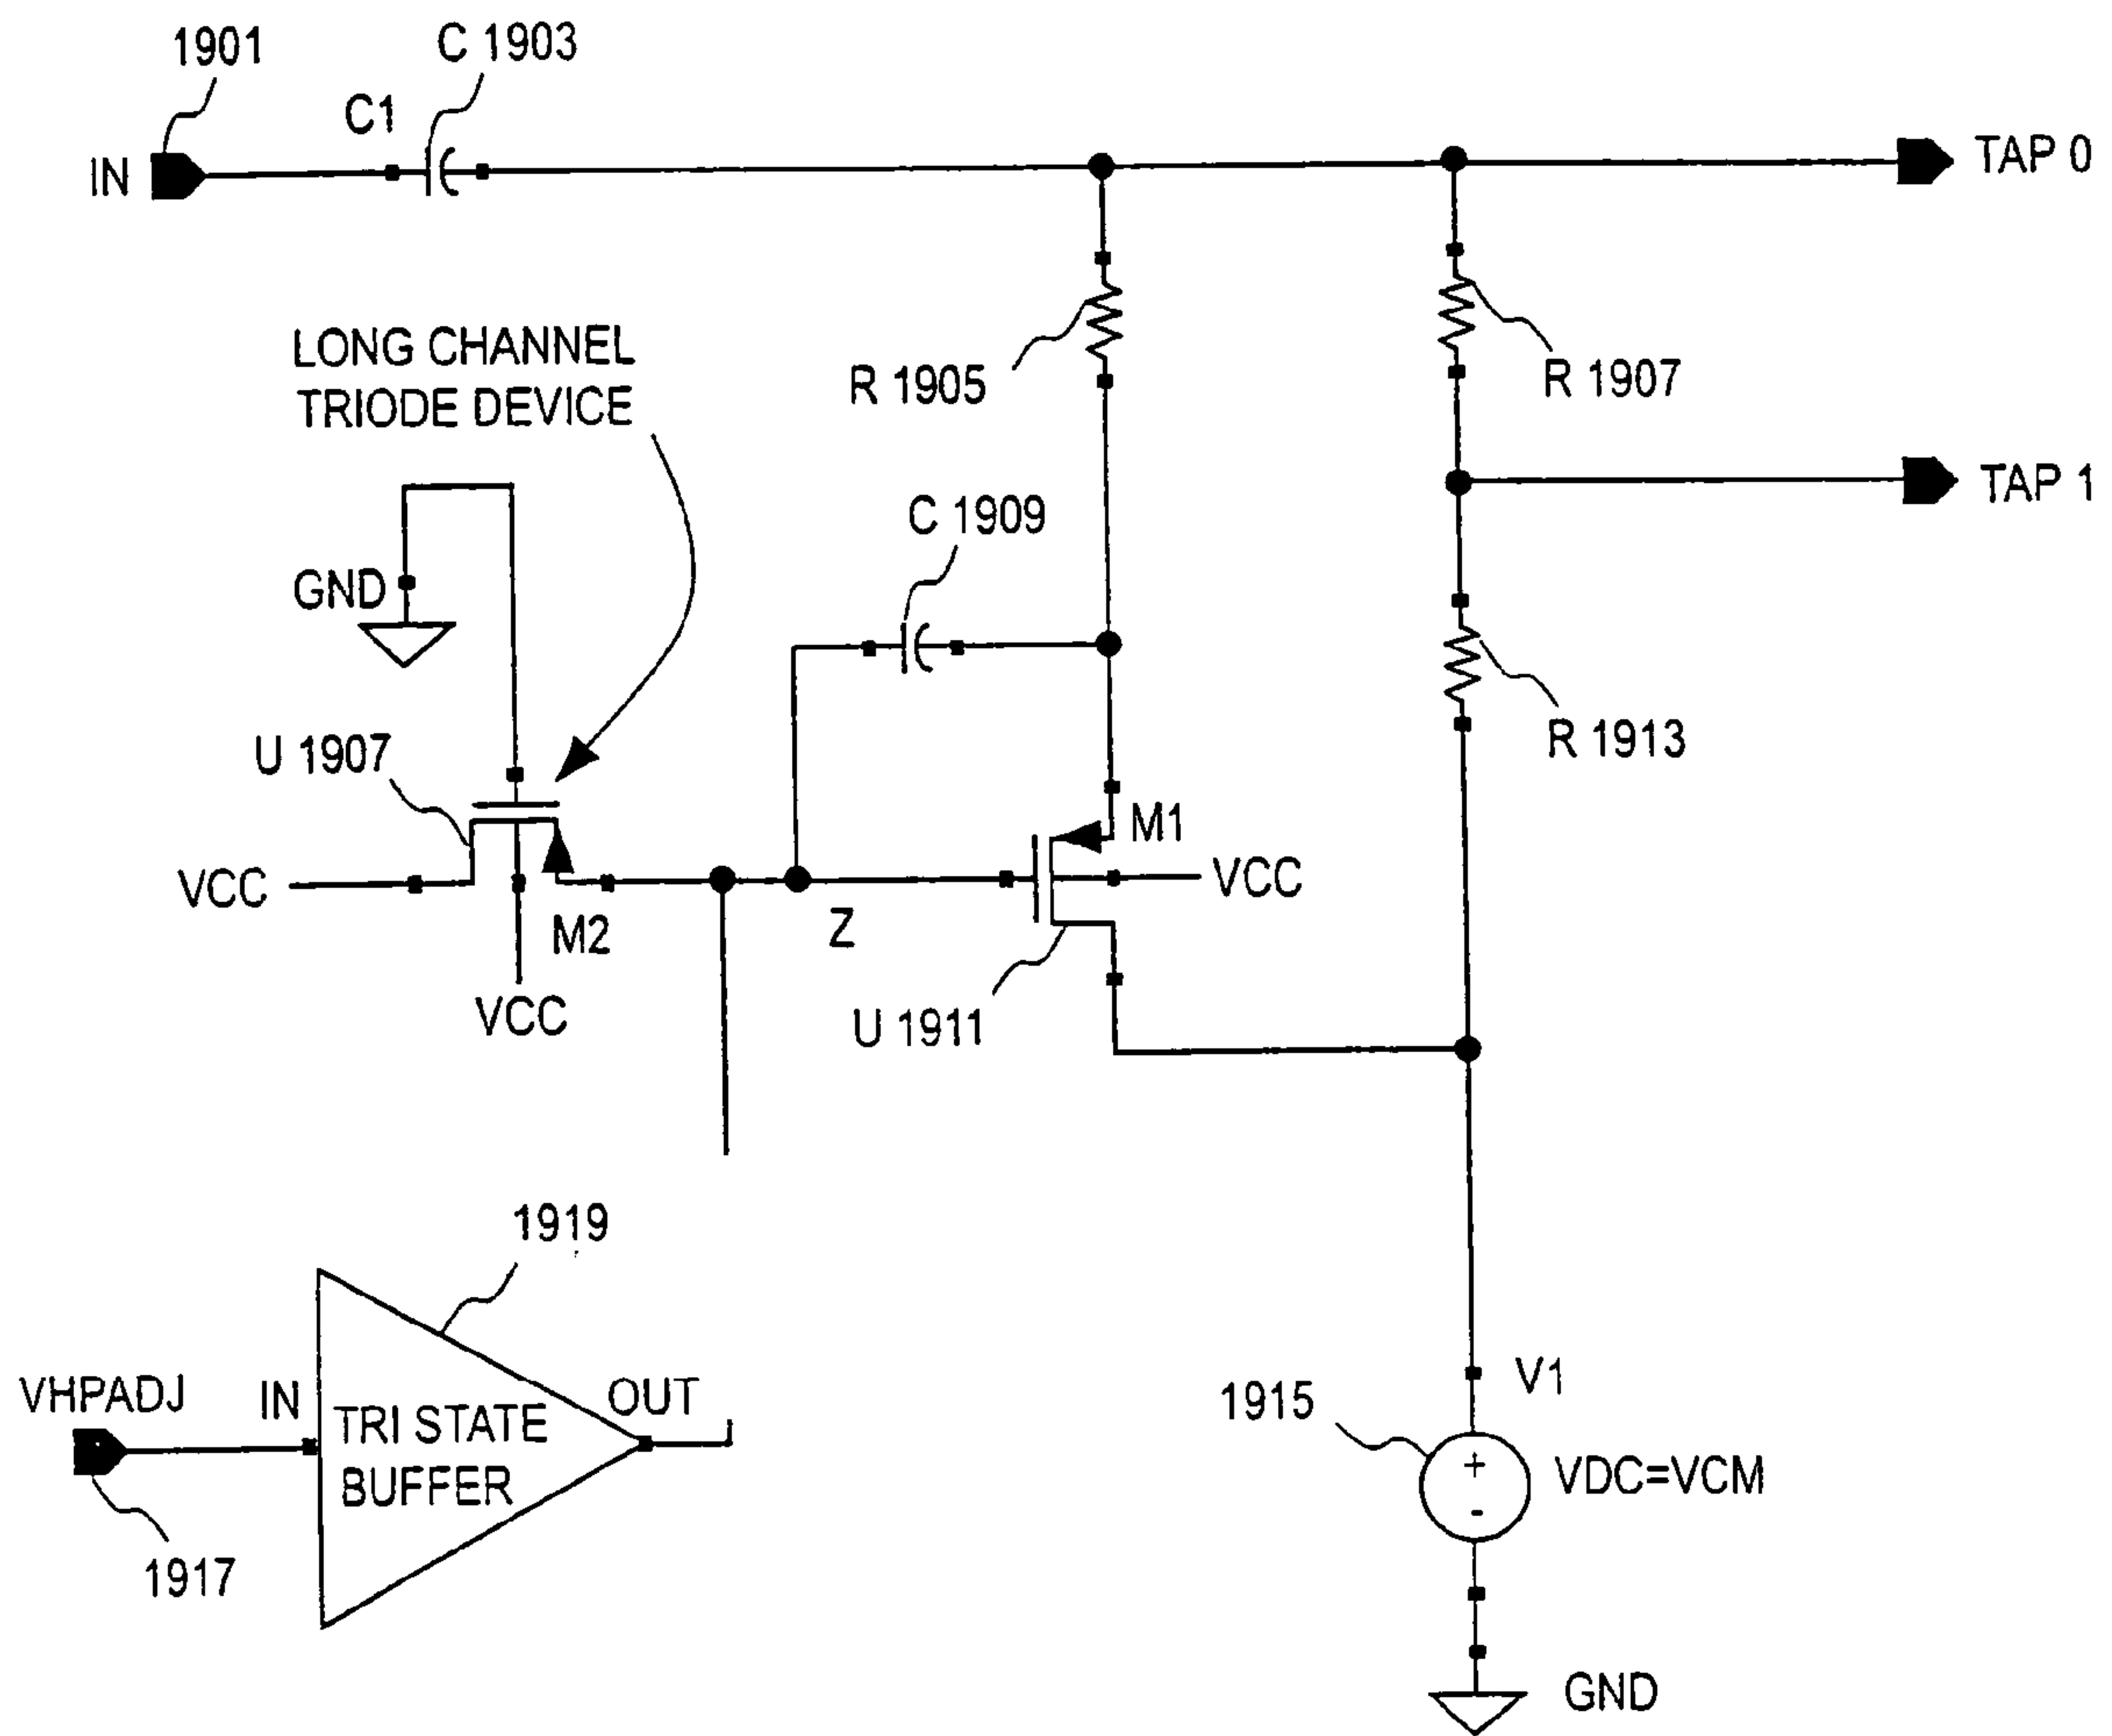 1901
C 1903
C1
IN
TAP 0
LONG CHANNEL
TRIODE DEVICE
R 1905
R 1907
TAP 1
C 1909
GND
U 1907
R 1913
M1
VCC
VCC
Z
M2
VCC
U 1911
1919
V1
1915
VHPADJ
IN
OUT
TRI STATE
BUFFER
+
-
VDC=VCM
1917
GND